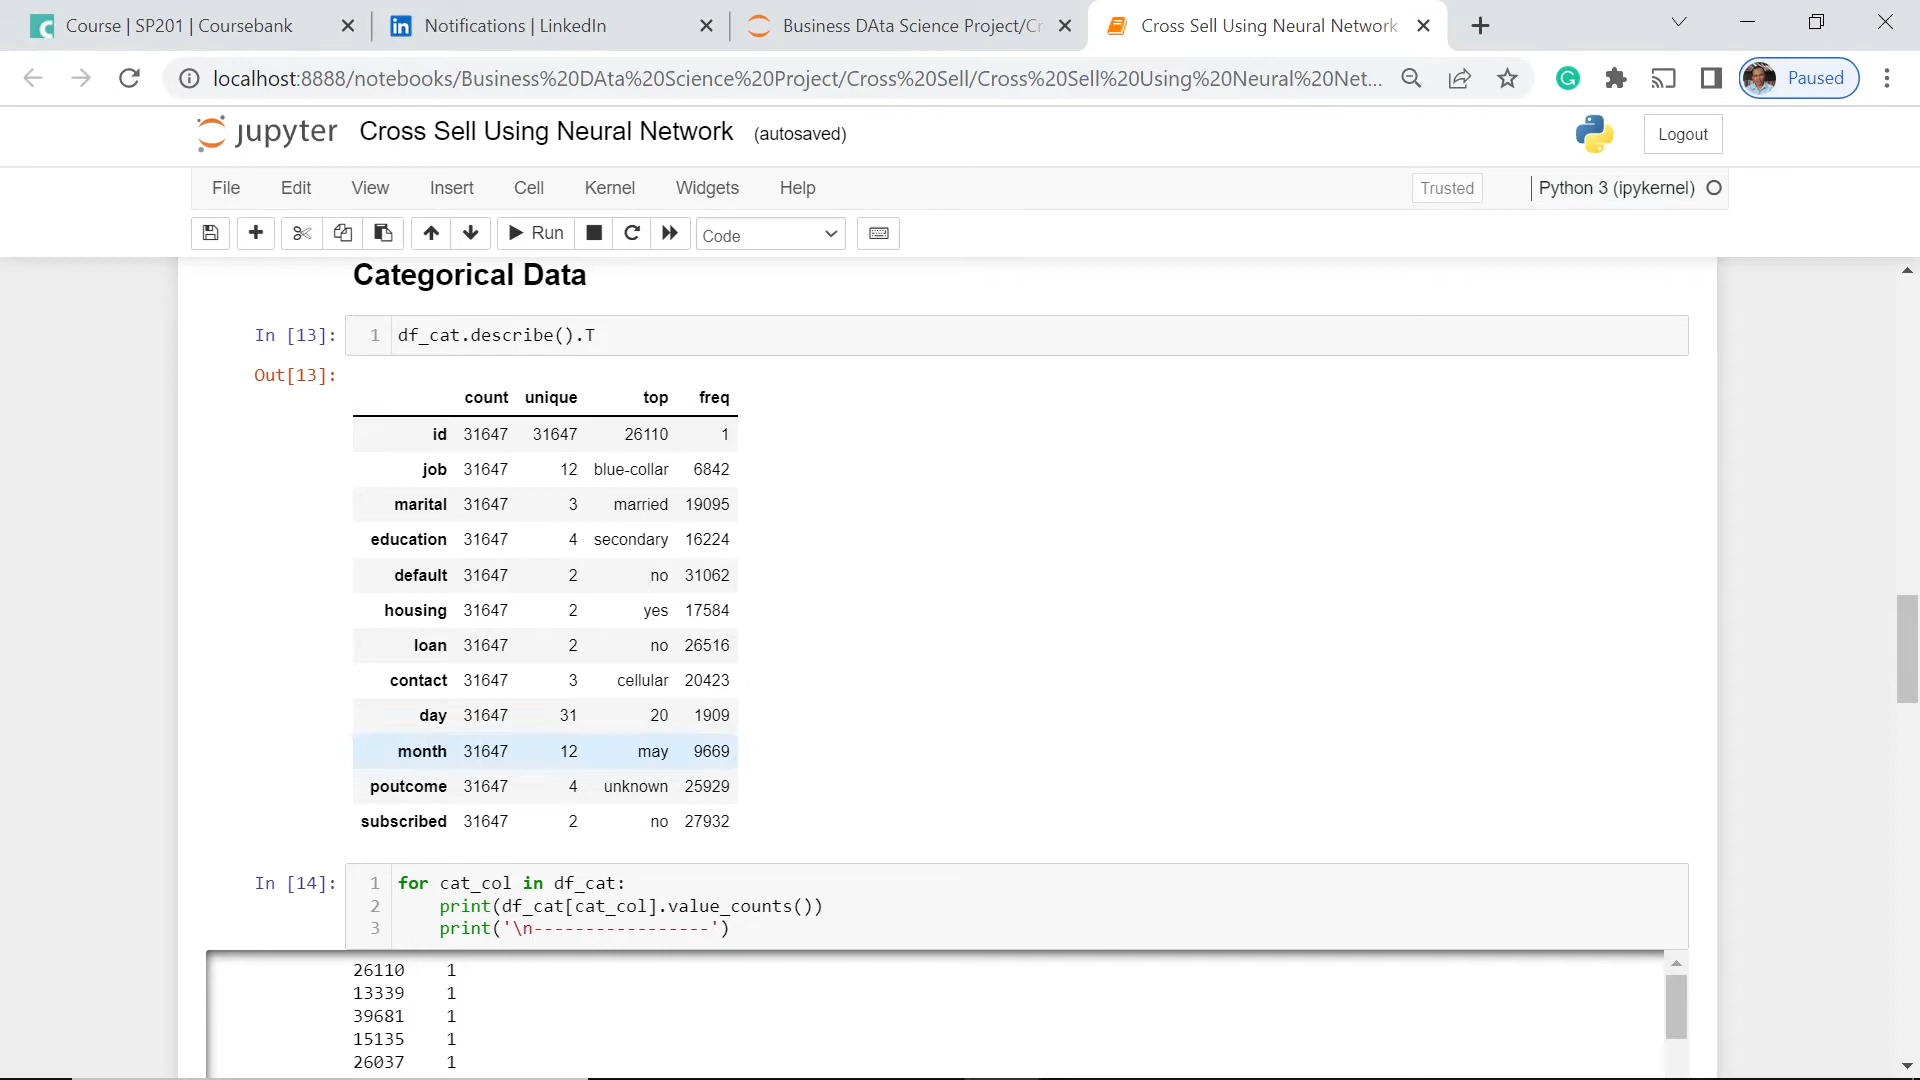 Course | SP201 | Coursebank
Notifications | LinkedIn
Business DAta Science Project/Cr
Cross Sell Using Neural Network
localhost:8888/notebooks/Business%20DAta%20Science%20Project/Cross%20Sell/Cross%20Sell%20Using%20Neural%20Net...
Paused
jupyter Cross Sell Using Neural Network (autosaved)
Logout
File Edit View Insert Cell Kernel Widgets Help
Trusted
Python 3 (ipykernel)
Run
Code
Categorical Data
In [13]: 1 df_cat.describe().T
Out[13]:
count unique top freq
id 31647 31647 26110 1
job 31647 12 blue-collar 6842
marital 31647 3 married 19095
education 31647 4 secondary 16224
default 31647 2 no 31062
housing 31647 2 yes 17584
loan 31647 2 no 26516
contact 31647 3 cellular 20423
day 31647 31 20 1909
month 31647 12 may 9669
poutcome 31647 4 unknown 25929
subscribed 31647 2 no 27932
In [14]: 1 for cat_col in df_cat:
2 print(df_cat[cat_col].value_counts())
3 print('\n-----------------')
26110 1
13339 1
39681 1
15135 1
26037 1